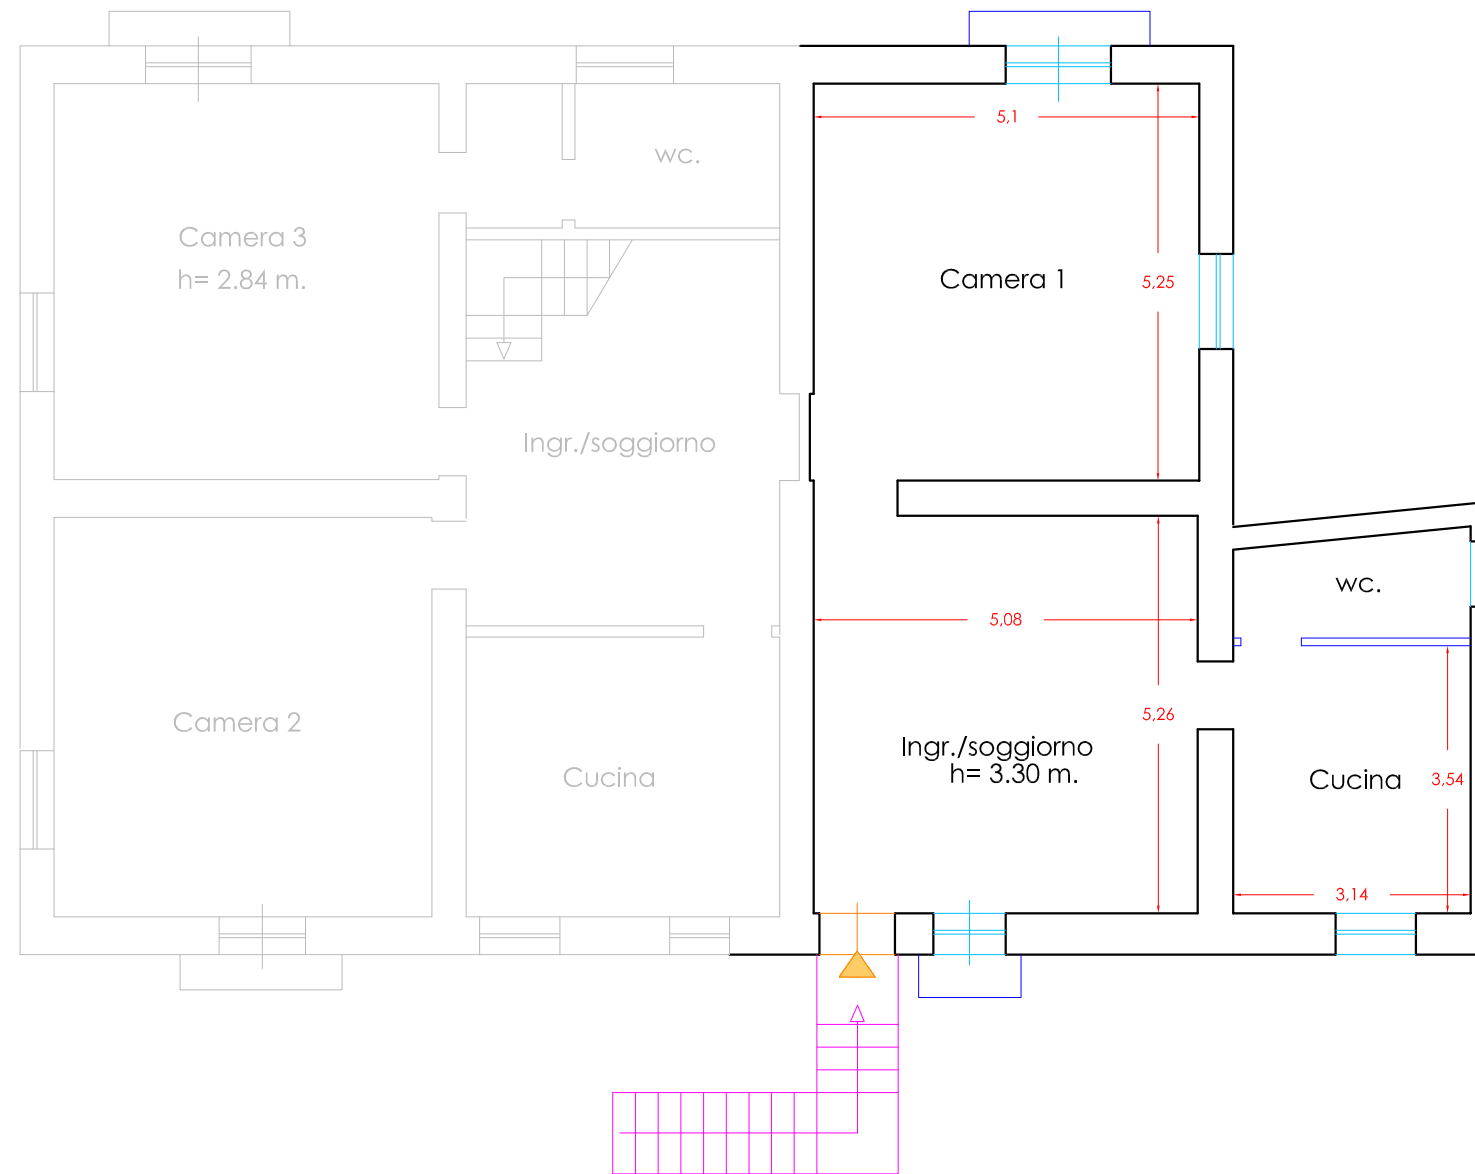 5,1
wc.
Camera 3
h= 2.84 m.
Camera 1
5,25
Ingr./soggiorno
wc.
5,08
5,26
Camera 2
Ingr./soggiorno
h= 3.30 m.
Cucina
Cucina
3,54
3,14